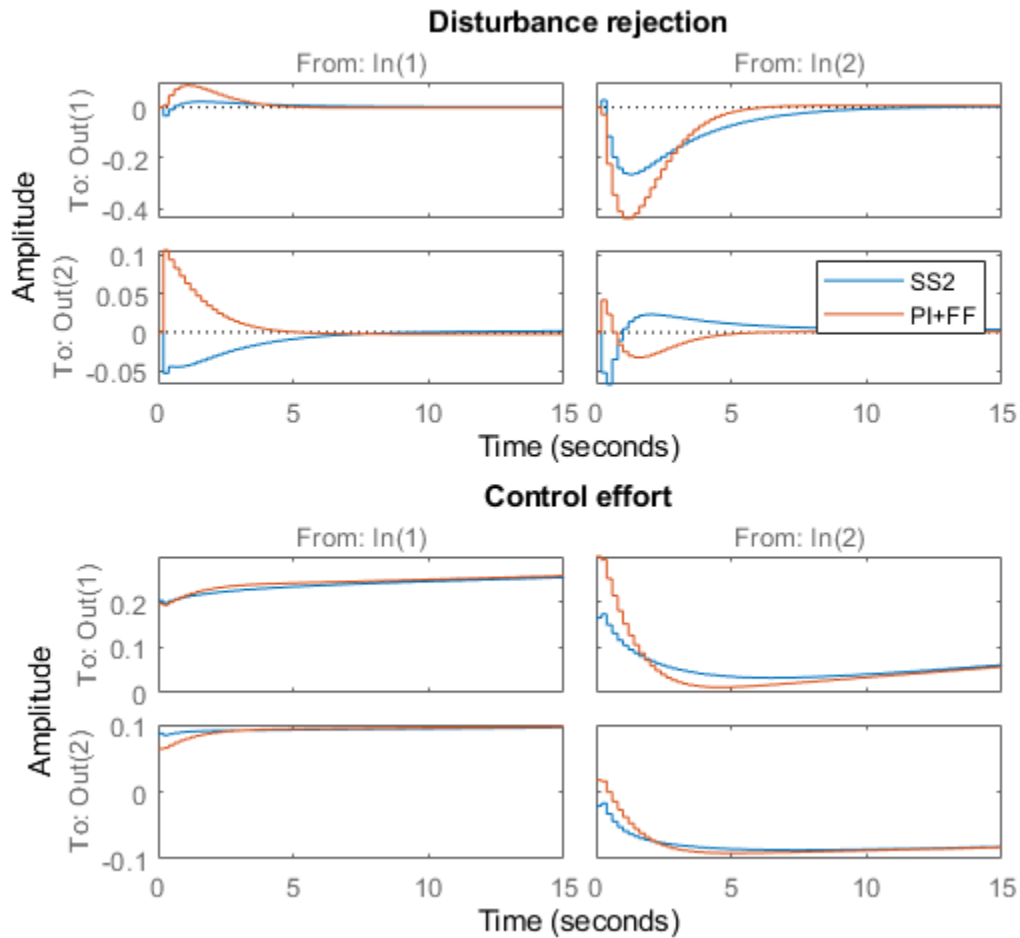 Disturbance rejection
From: In(1)
From: In(2)
Amplitude
To: Out(1)
0
-0.2
-0.4
To: Out(2)
0.1
0.05
0
-0.05
SS2
PI+FF
0 5 10 15
0 5 10 15
Time (seconds)
Control effort
From: In(1)
From: In(2)
Amplitude
To: Out(1)
0.2
0.1
0
To: Out(2)
0.1
0
-0.1
0 5 10 15
0 5 10 15
Time (seconds)